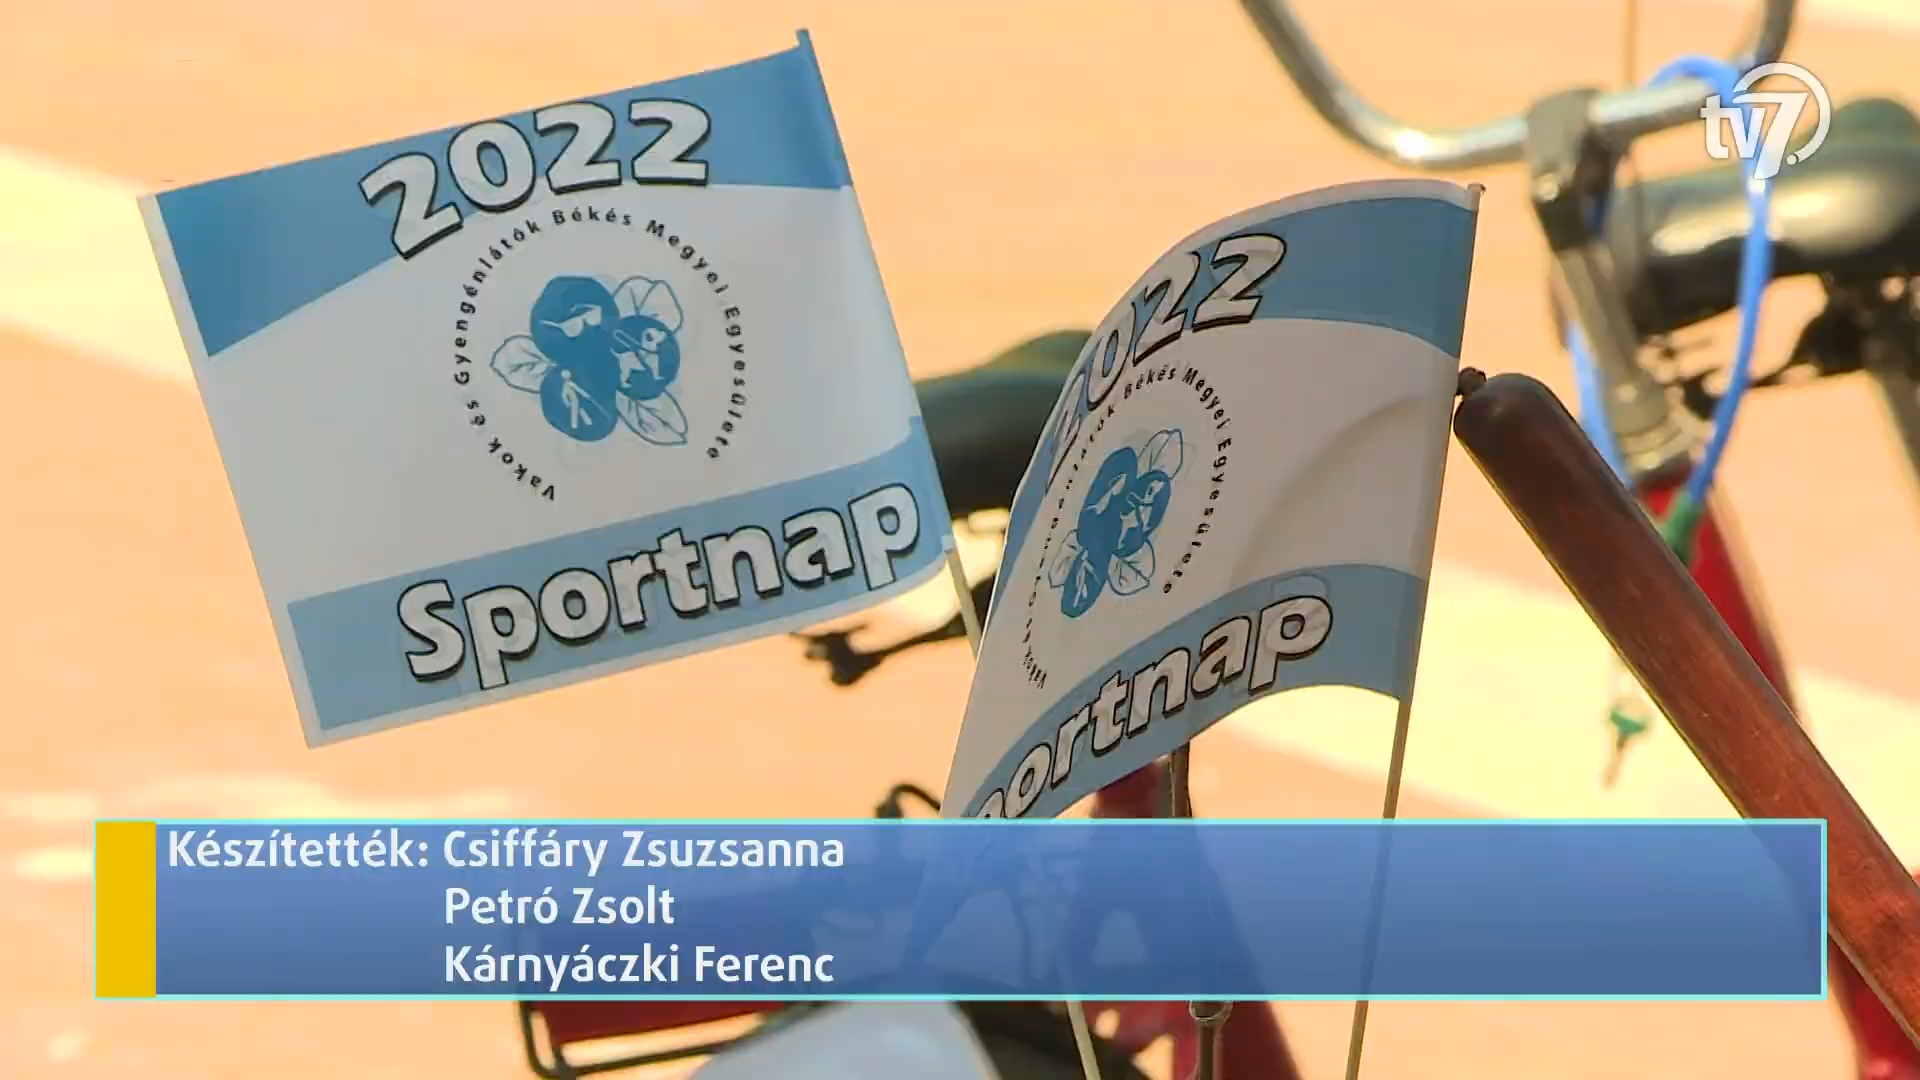 2022
Vakok és Gyengénlátók Békés Megyei Egyesülete
Sportnap
2022
Békés Megyei Egyesülete
portnap
tv7.
Készítették: Csiffáry Zsuzsanna
Petró Zsolt
Kárnyáczki Ferenc